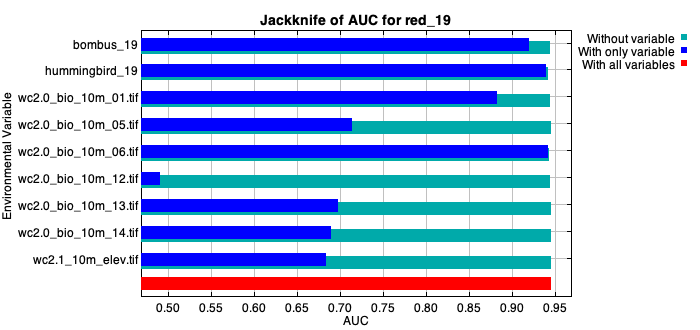 Jackknife of AUC for red_19
Without variable
With only variable
With all variables
Environmental Variable
bombus_19
hummingbird_19
wc2.0_bio_10m_01.tif
wc2.0_bio_10m_05.tif
wc2.0_bio_10m_06.tif
wc2.0_bio_10m_12.tif
wc2.0_bio_10m_13.tif
wc2.0_bio_10m_14.tif
wc2.1_10m_elev.tif
0.50 0.55 0.60 0.65 0.70 0.75 0.80 0.85 0.90 0.95
AUC